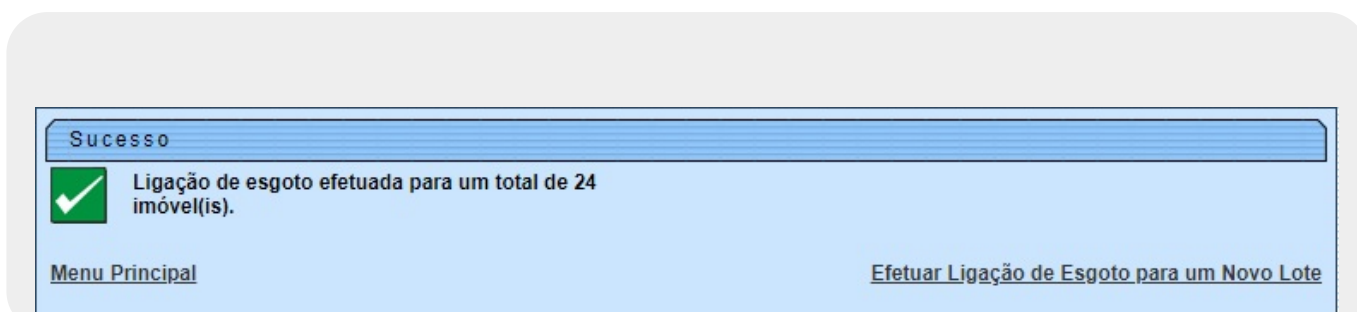 Sucesso
Ligação de esgoto efetuada para um total de 24
imóvel(is).
Menu Principal
Efetuar Ligação de Esgoto para um Novo Lote